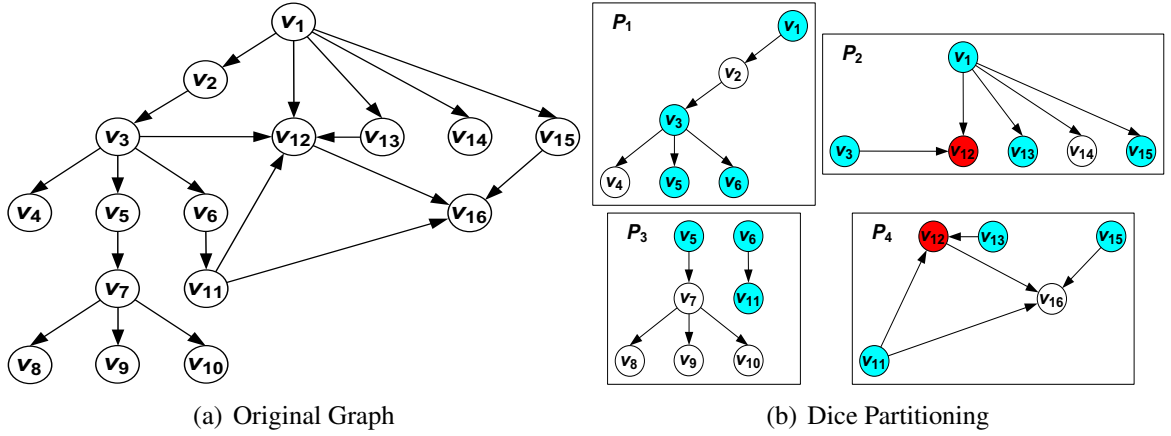 v1
v2
v3 v12 v13 v14 v15
v4 v5 v6 v16
v7 v11
v8 v9 v10
(a) Original Graph
P1
v1
v2
v3
v4 v5 v6
P2
v1
v3 v12 v13 v14 v15
P3
v5 v6
v7 v11
v8 v9 v10
P4
v12 v13 v15
v16
v11
(b) Dice Partitioning